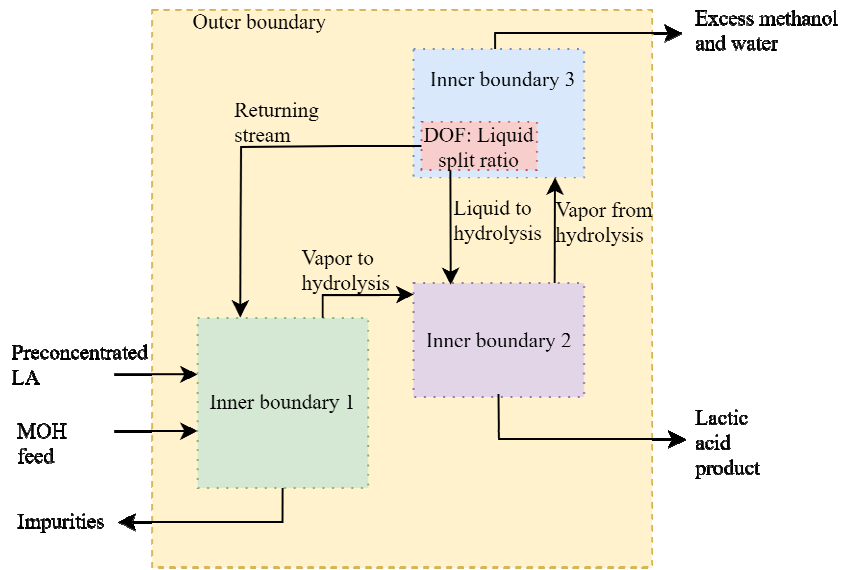 Outer boundary
Excess methanol
and water
Inner boundary 3
Returning
stream
DOF: Liquid
split ratio
Liquid to
hydrolysis
Vapor from
hydrolysis
Vapor to
hydrolysis
Inner boundary 2
Preconcentrated
LA
Inner boundary 1
MOH
feed
Lactic
acid
product
Impurities